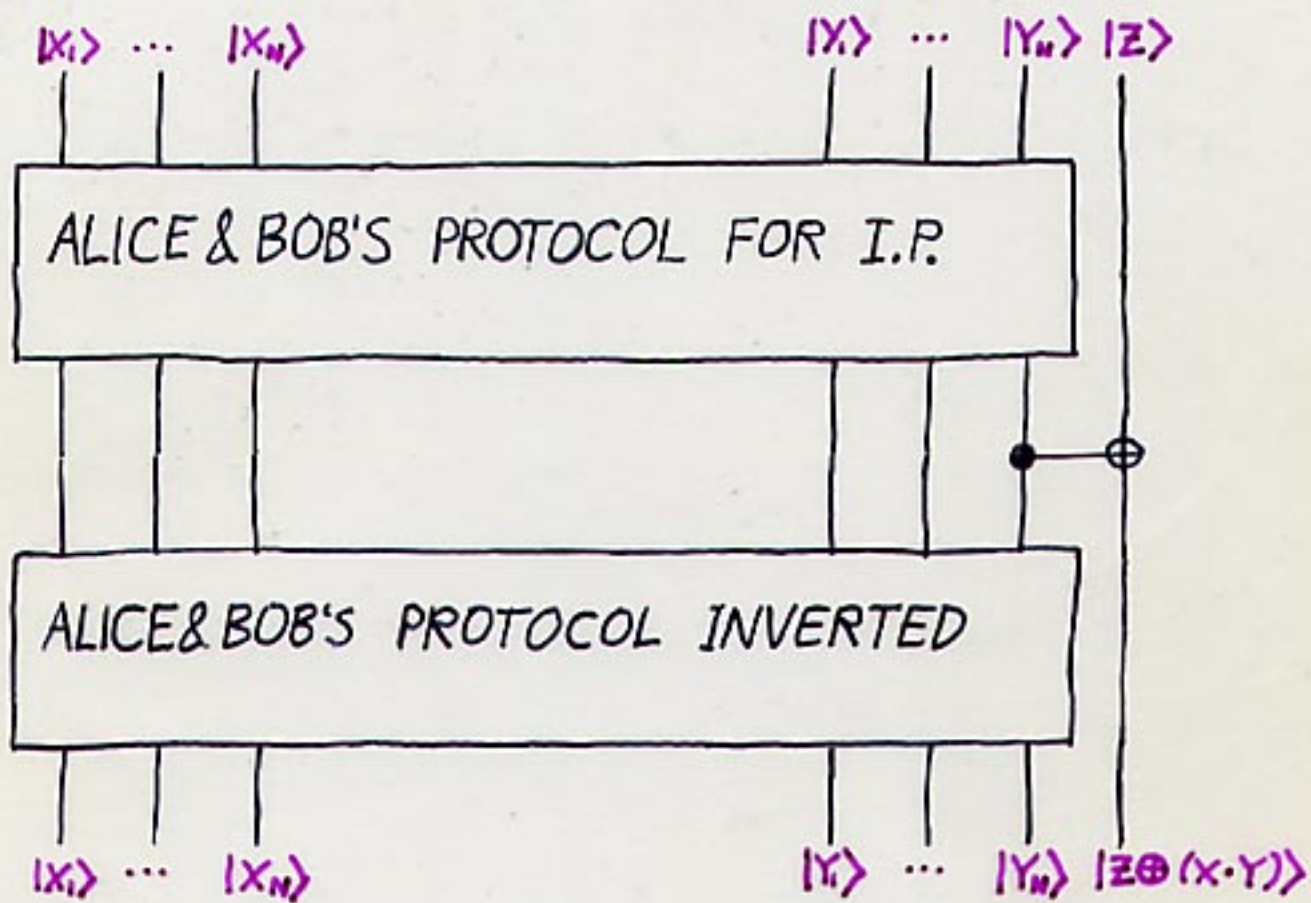 |X₁⟩ ... |X_N⟩ |Y₁⟩ ... |Y_N⟩ |Z⟩
ALICE & BOB'S PROTOCOL FOR I.P.
ALICE & BOB'S PROTOCOL INVERTED
|X₁⟩ ... |X_N⟩ |Y₁⟩ ... |Y_N⟩ |Z⊕(X·Y)⟩